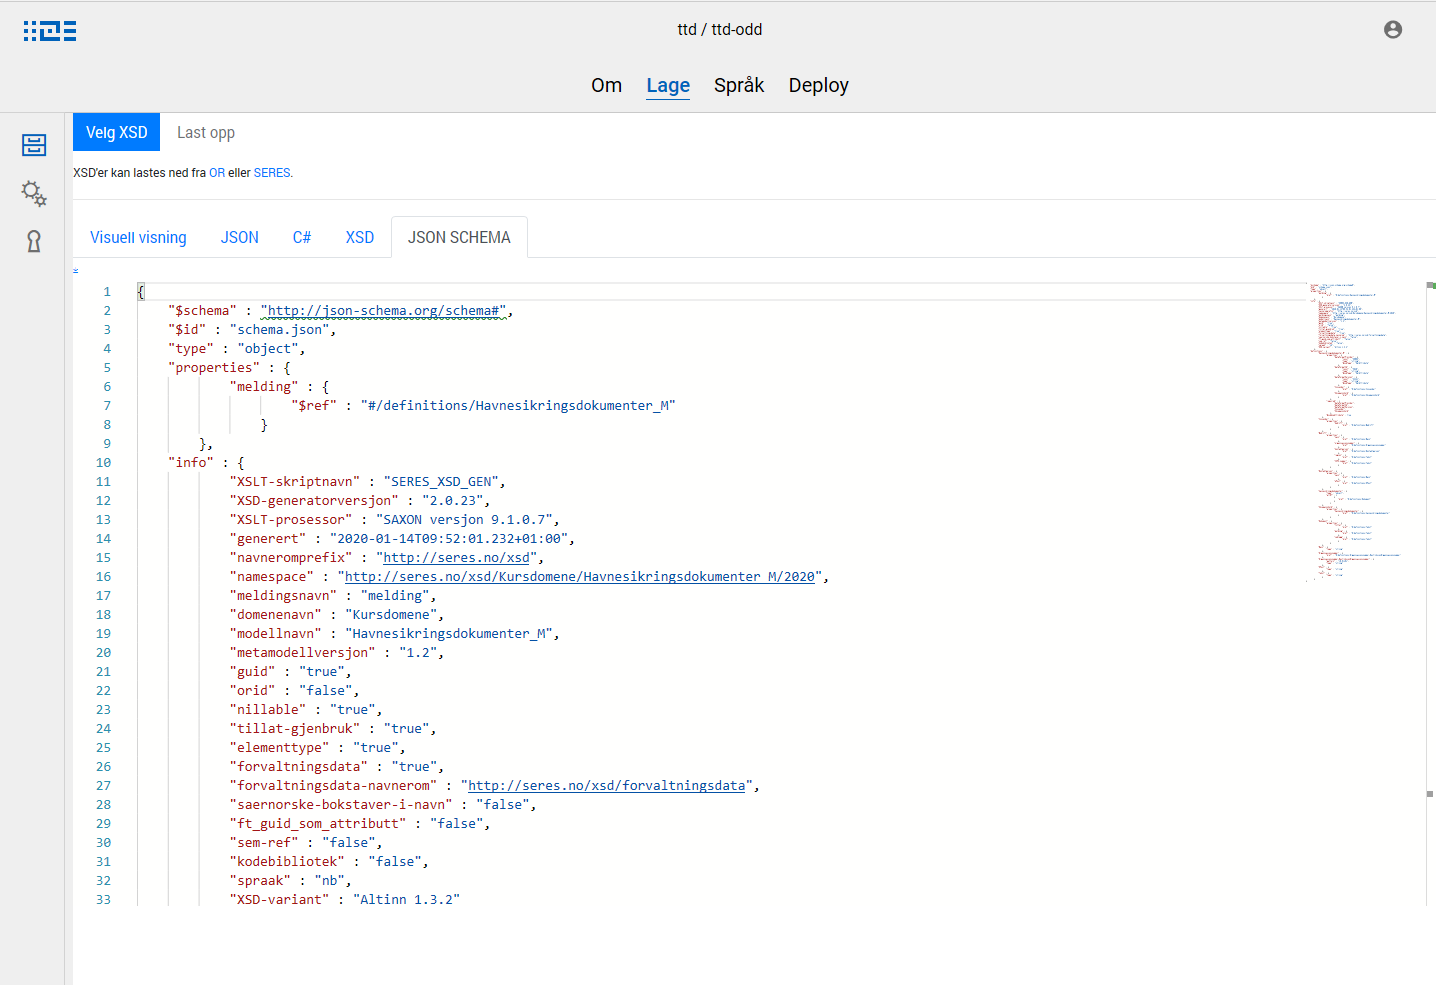 ttd / ttd-odd
Om Lage Språk Deploy
Velg XSD Last opp
XSD'er kan lastes ned fra OR eller SERES.
Visuell visning JSON C# XSD JSON SCHEMA
1 {
2 "$schema" : "http://json-schema.org/schema#",
3 "$id" : "schema.json",
4 "type" : "object",
5 "properties" : {
6 "melding" : {
7 "$ref" : "#/definitions/Havnesikringsdokumenter_M"
8 }
9 },
10 "info" : {
11 "XSLT-skriptnavn" : "SERES_XSD_GEN",
12 "XSD-generatorversjon" : "2.0.23",
13 "XSLT-prosessor" : "SAXON versjon 9.1.0.7",
14 "generert" : "2020-01-14T09:52:01.232+01:00",
15 "navneromprefix" : "http://seres.no/xsd",
16 "namespace" : "http://seres.no/xsd/Kursdomene/Havnesikringsdokumenter_M/2020",
17 "meldingsnavn" : "melding",
18 "domenenavn" : "Kursdomene",
19 "modellnavn" : "Havnesikringsdokumenter_M",
20 "metamodellversjon" : "1.2",
21 "guid" : "true",
22 "orid" : "false",
23 "nillable" : "true",
24 "tillat-gjenbruk" : "true",
25 "elementtype" : "true",
26 "forvaltningsdata" : "true",
27 "forvaltningsdata-navnerom" : "http://seres.no/xsd/forvaltningsdata",
28 "saernorske-bokstaver-i-navn" : "false",
29 "ft_guid_som_attributt" : "false",
30 "sem-ref" : "false",
31 "kodebibliotek" : "false",
32 "spraak" : "nb",
33 "XSD-variant" : "Altinn 1.3.2"